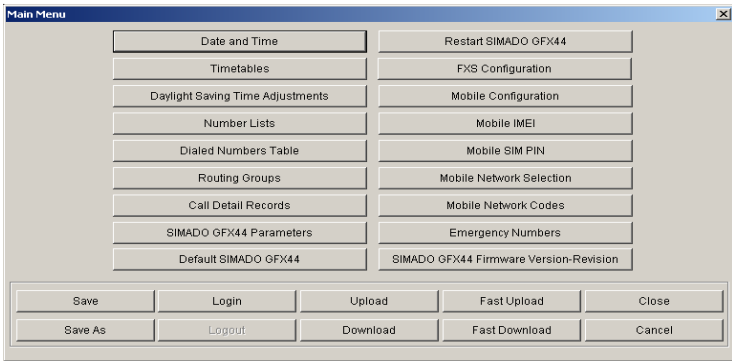 Main Menu
Date and Time
Restart SIMADO GFX44
Timetables
FXS Configuration
Daylight Saving Time Adjustments
Mobile Configuration
Number Lists
Mobile IMEI
Dialed Numbers Table
Mobile SIM PIN
Routing Groups
Mobile Network Selection
Call Detail Records
Mobile Network Codes
SIMADO GFX44 Parameters
Emergency Numbers
Default SIMADO GFX44
SIMADO GFX44 Firmware Version-Revision
Save Login Upload Fast Upload Close
Save As Logout Download Fast Download Cancel